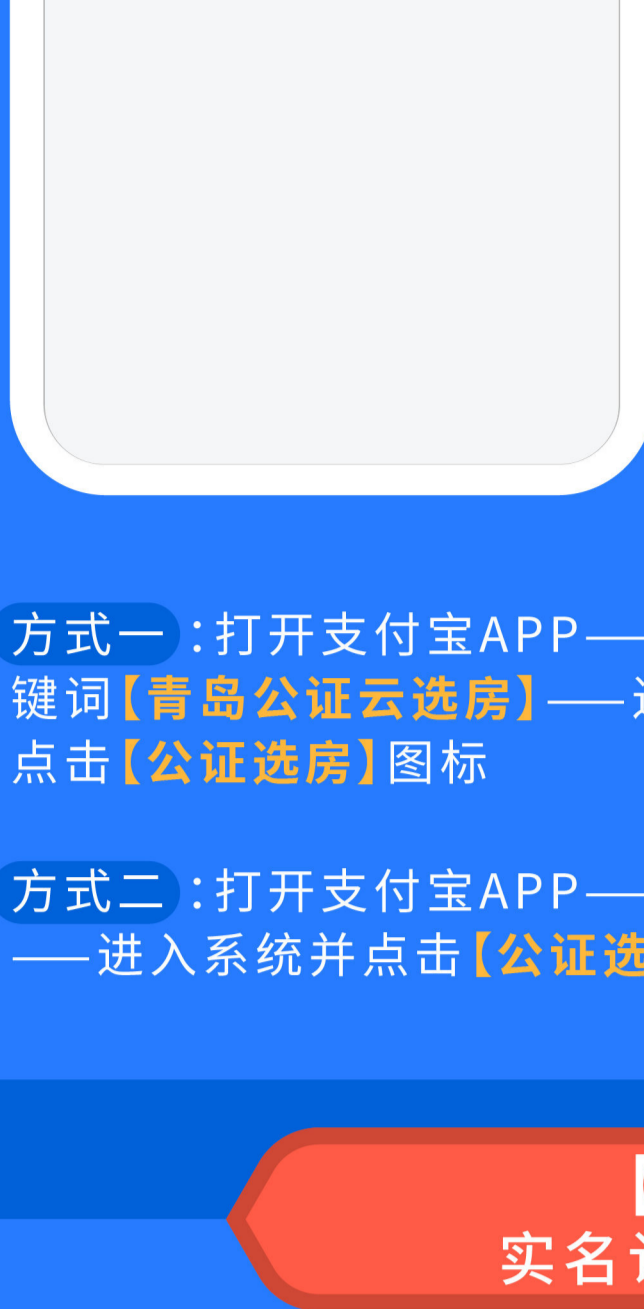 方式一:打开支付宝APP——
键词【青岛公证云选房】——
点击【公证选房】图标
方式二:打开支付宝APP——
——进入系统并点击【公证选
实名